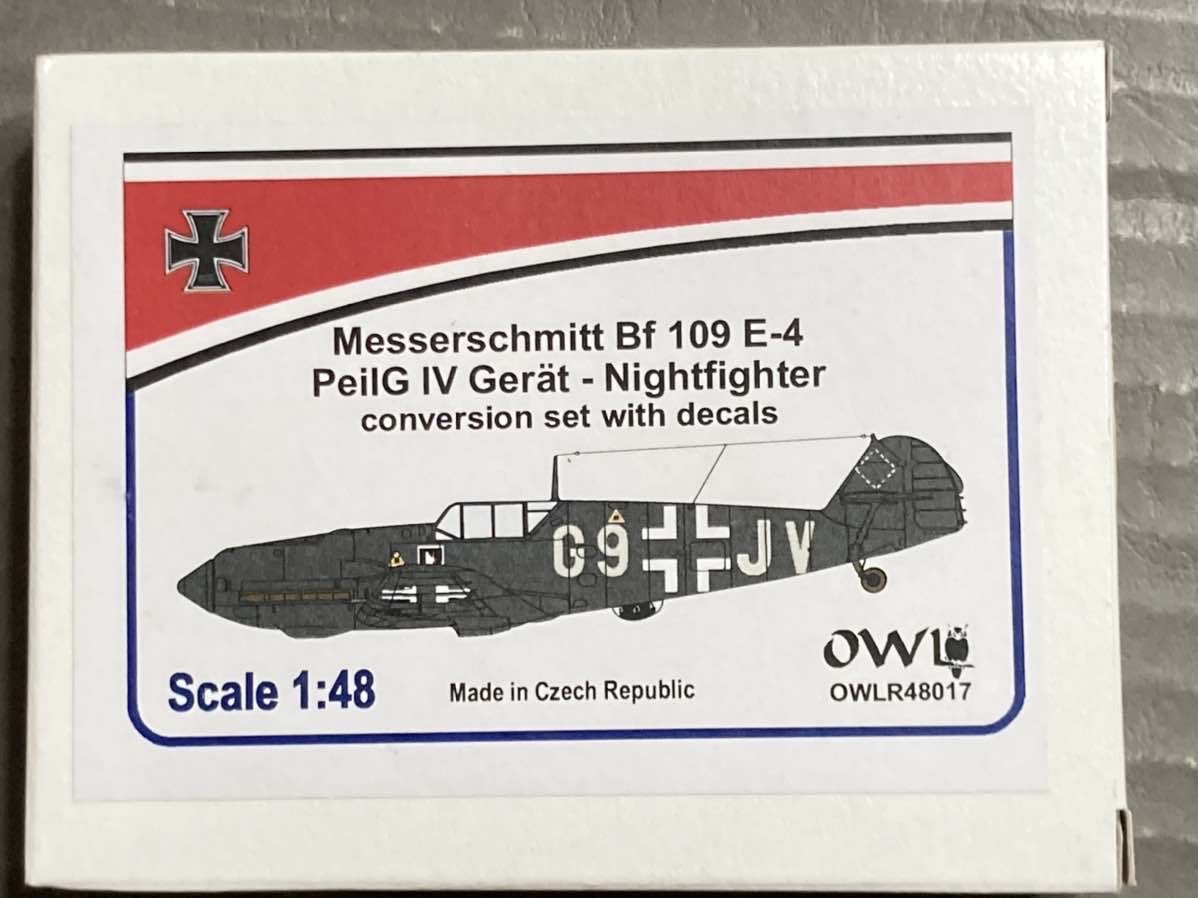 Messerschmitt Bf 109 E-4
PeilG IV Gerät - Nightfighter
conversion set with decals
G9 JV
Scale 1:48
Made in Czech Republic
OWL
OWLR48017